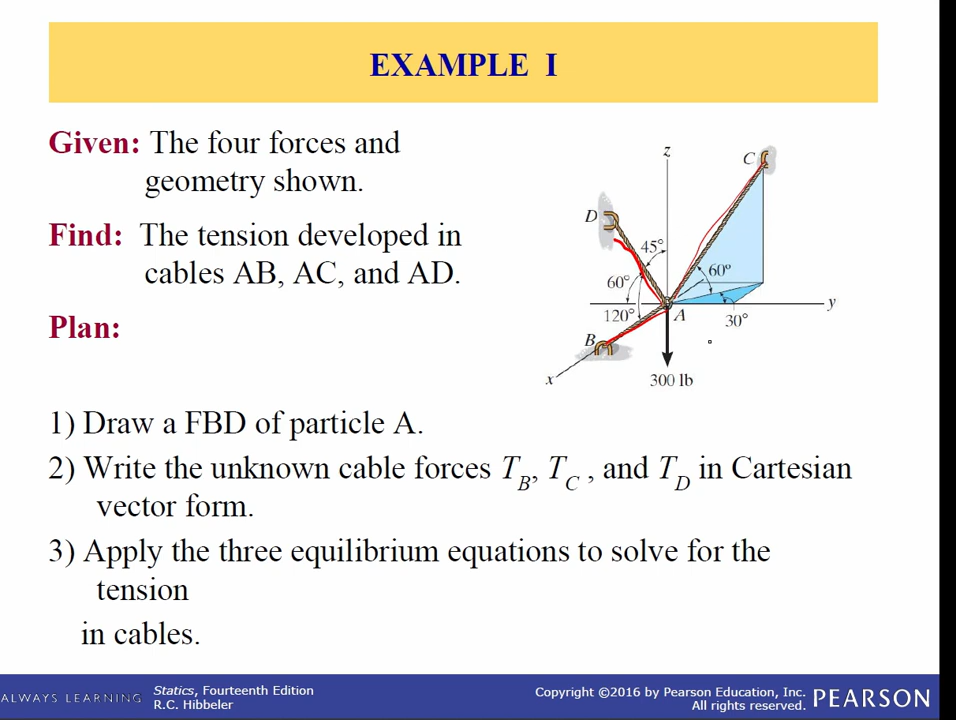 EXAMPLE I
Given: The four forces and
geometry shown.
Find: The tension developed in
cables AB, AC, and AD.
Plan:
z
C
D
45°
60°
60°
120°
A
30°
y
B
x
300 lb
1) Draw a FBD of particle A.
2) Write the unknown cable forces T_B, T_C , and T_D in Cartesian
vector form.
3) Apply the three equilibrium equations to solve for the
tension
in cables.
ALWAYS LEARNING
Statics, Fourteenth Edition
R.C. Hibbeler
Copyright ©2016 by Pearson Education, Inc.
All rights reserved.
PEARSON